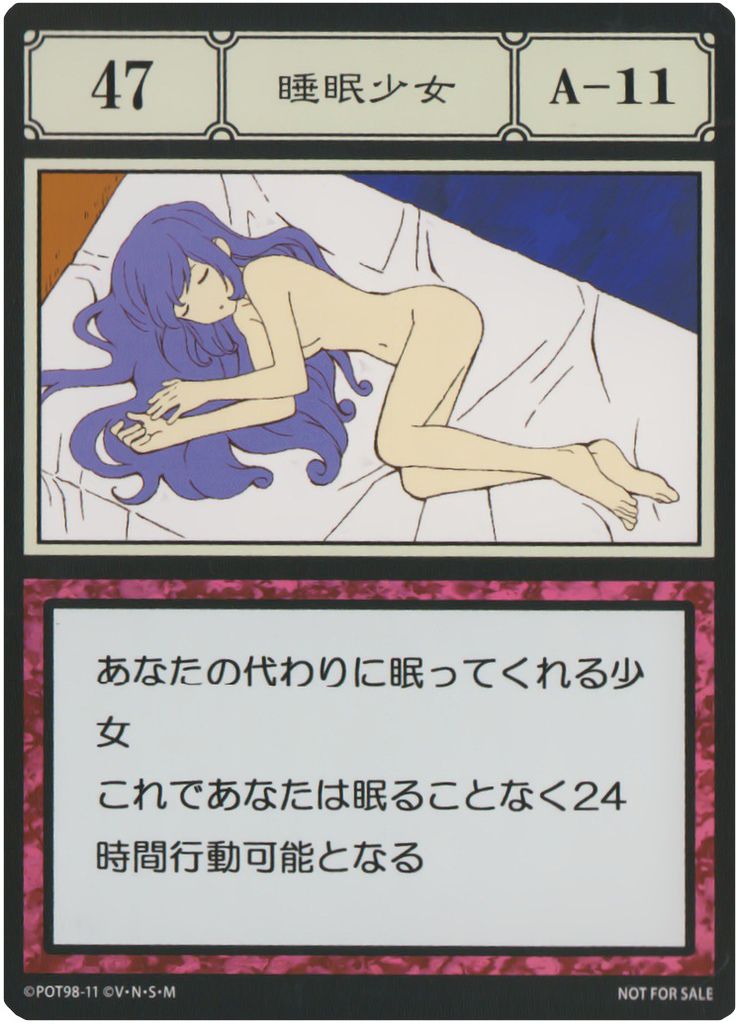 47
睡眠少女
A-11
あなたの代わりに眠ってくれる少
女
これであなたは眠ることなく24
時間行動可能となる
©POT98-11 ©V・N・S・M
NOT FOR SALE